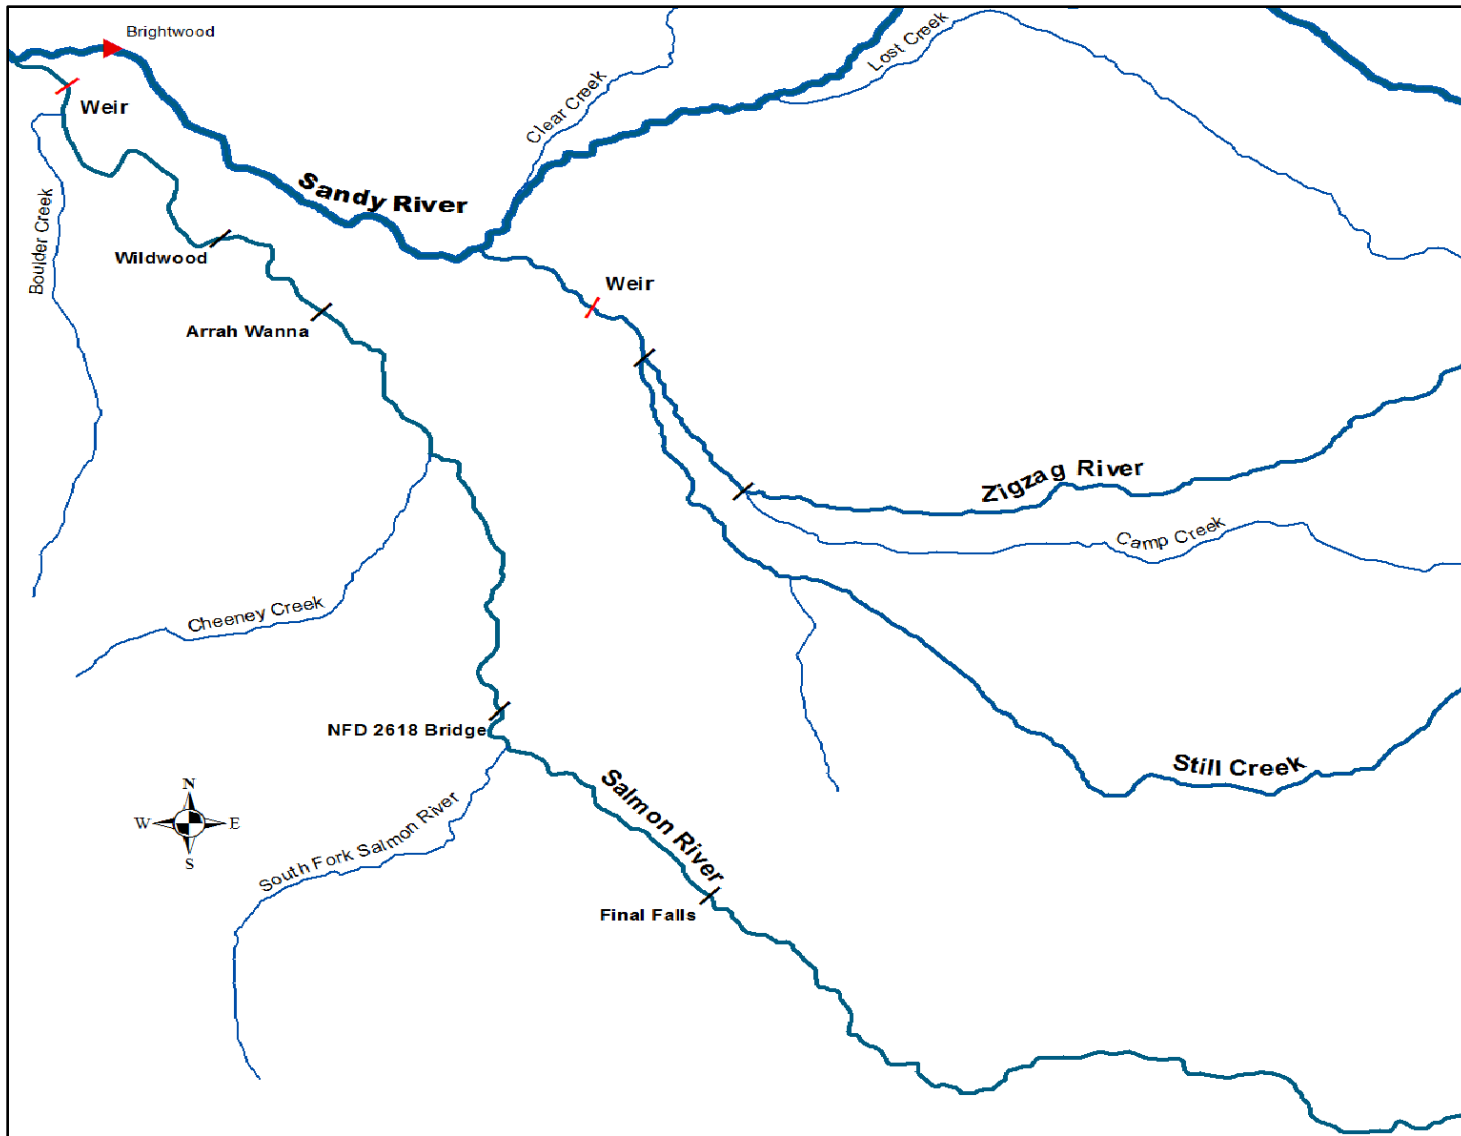 Brightwood
Weir
Lost Creek
Clear Creek
Sandy River
Boulder Creek
Wildwood
Weir
Arrah Wanna
Zigzag River
Camp Creek
Cheeney Creek
NFD 2618 Bridge
Still Creek
Salmon River
N
W
E
S
South Fork Salmon River
Final Falls